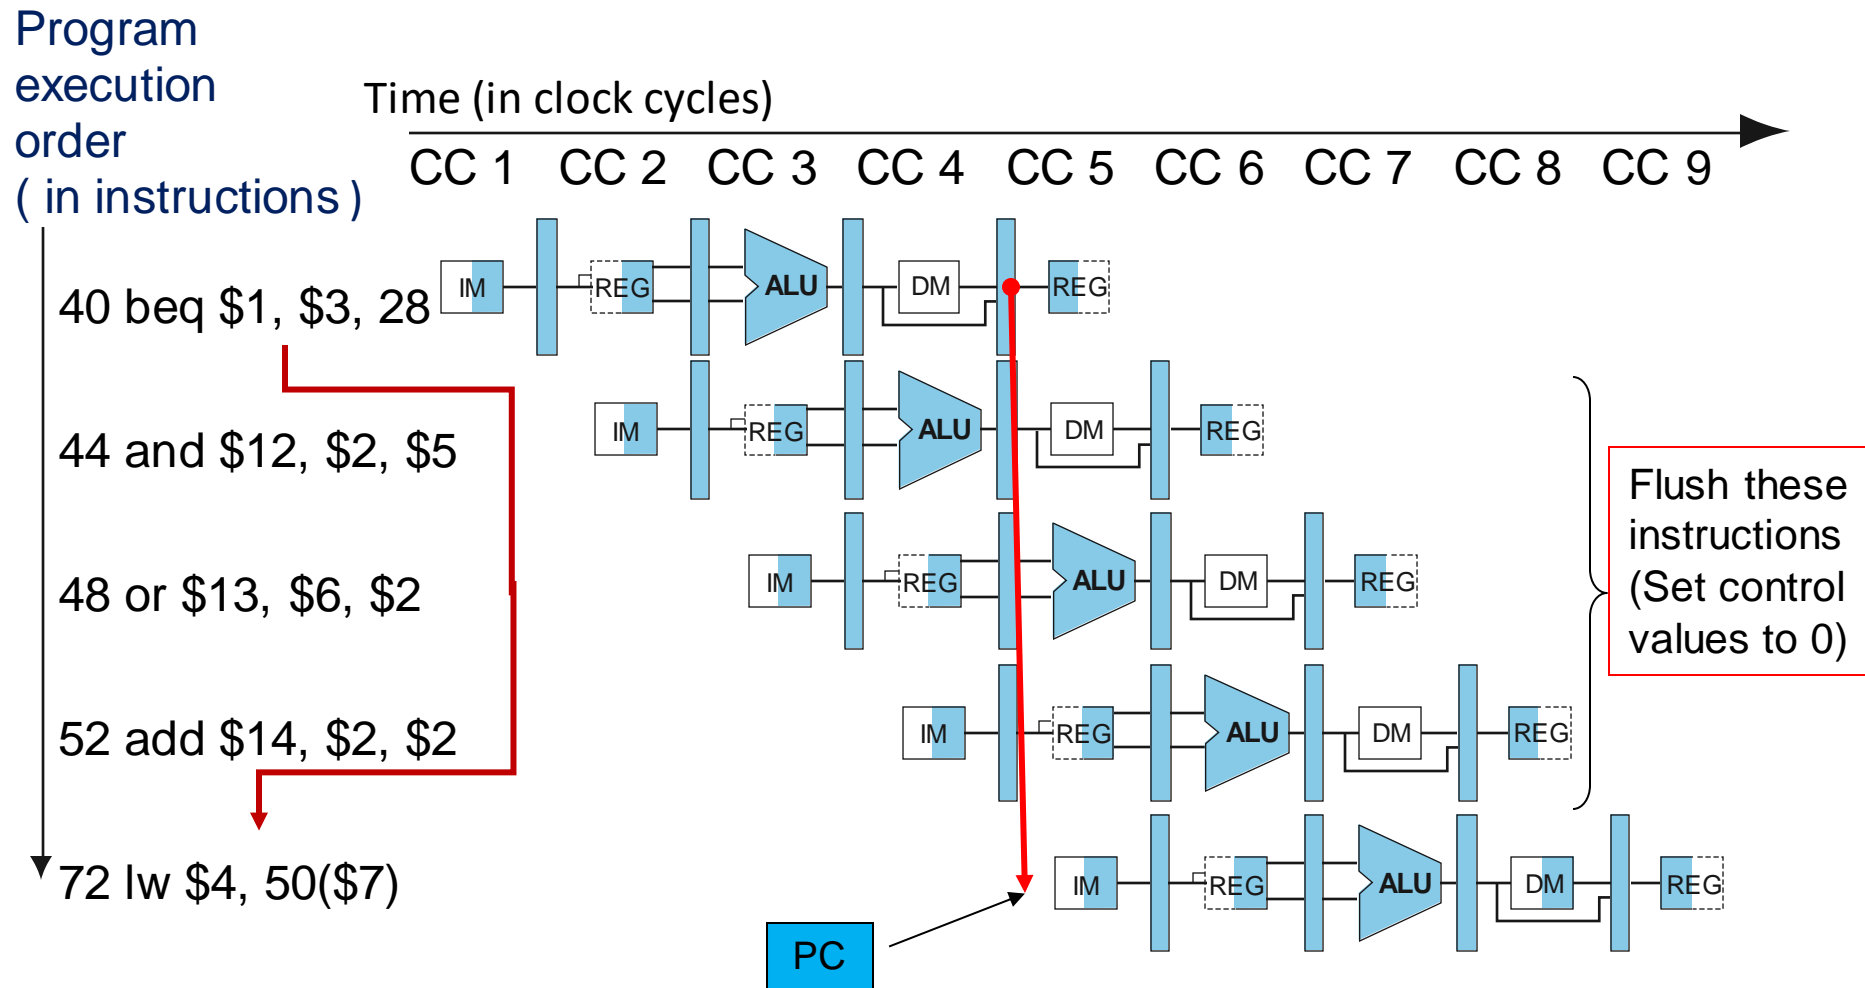 Program
execution
order
( in instructions )
Time (in clock cycles)
CC 1 CC 2 CC 3 CC 4 CC 5 CC 6 CC 7 CC 8 CC 9
40 beq $1, $3, 28
IM REG ALU DM REG
44 and $12, $2, $5
IM REG ALU DM REG
48 or $13, $6, $2
IM REG ALU DM REG
52 add $14, $2, $2
IM REG ALU DM REG
72 lw $4, 50($7)
IM REG ALU DM REG
Flush these
instructions
(Set control
values to 0)
PC